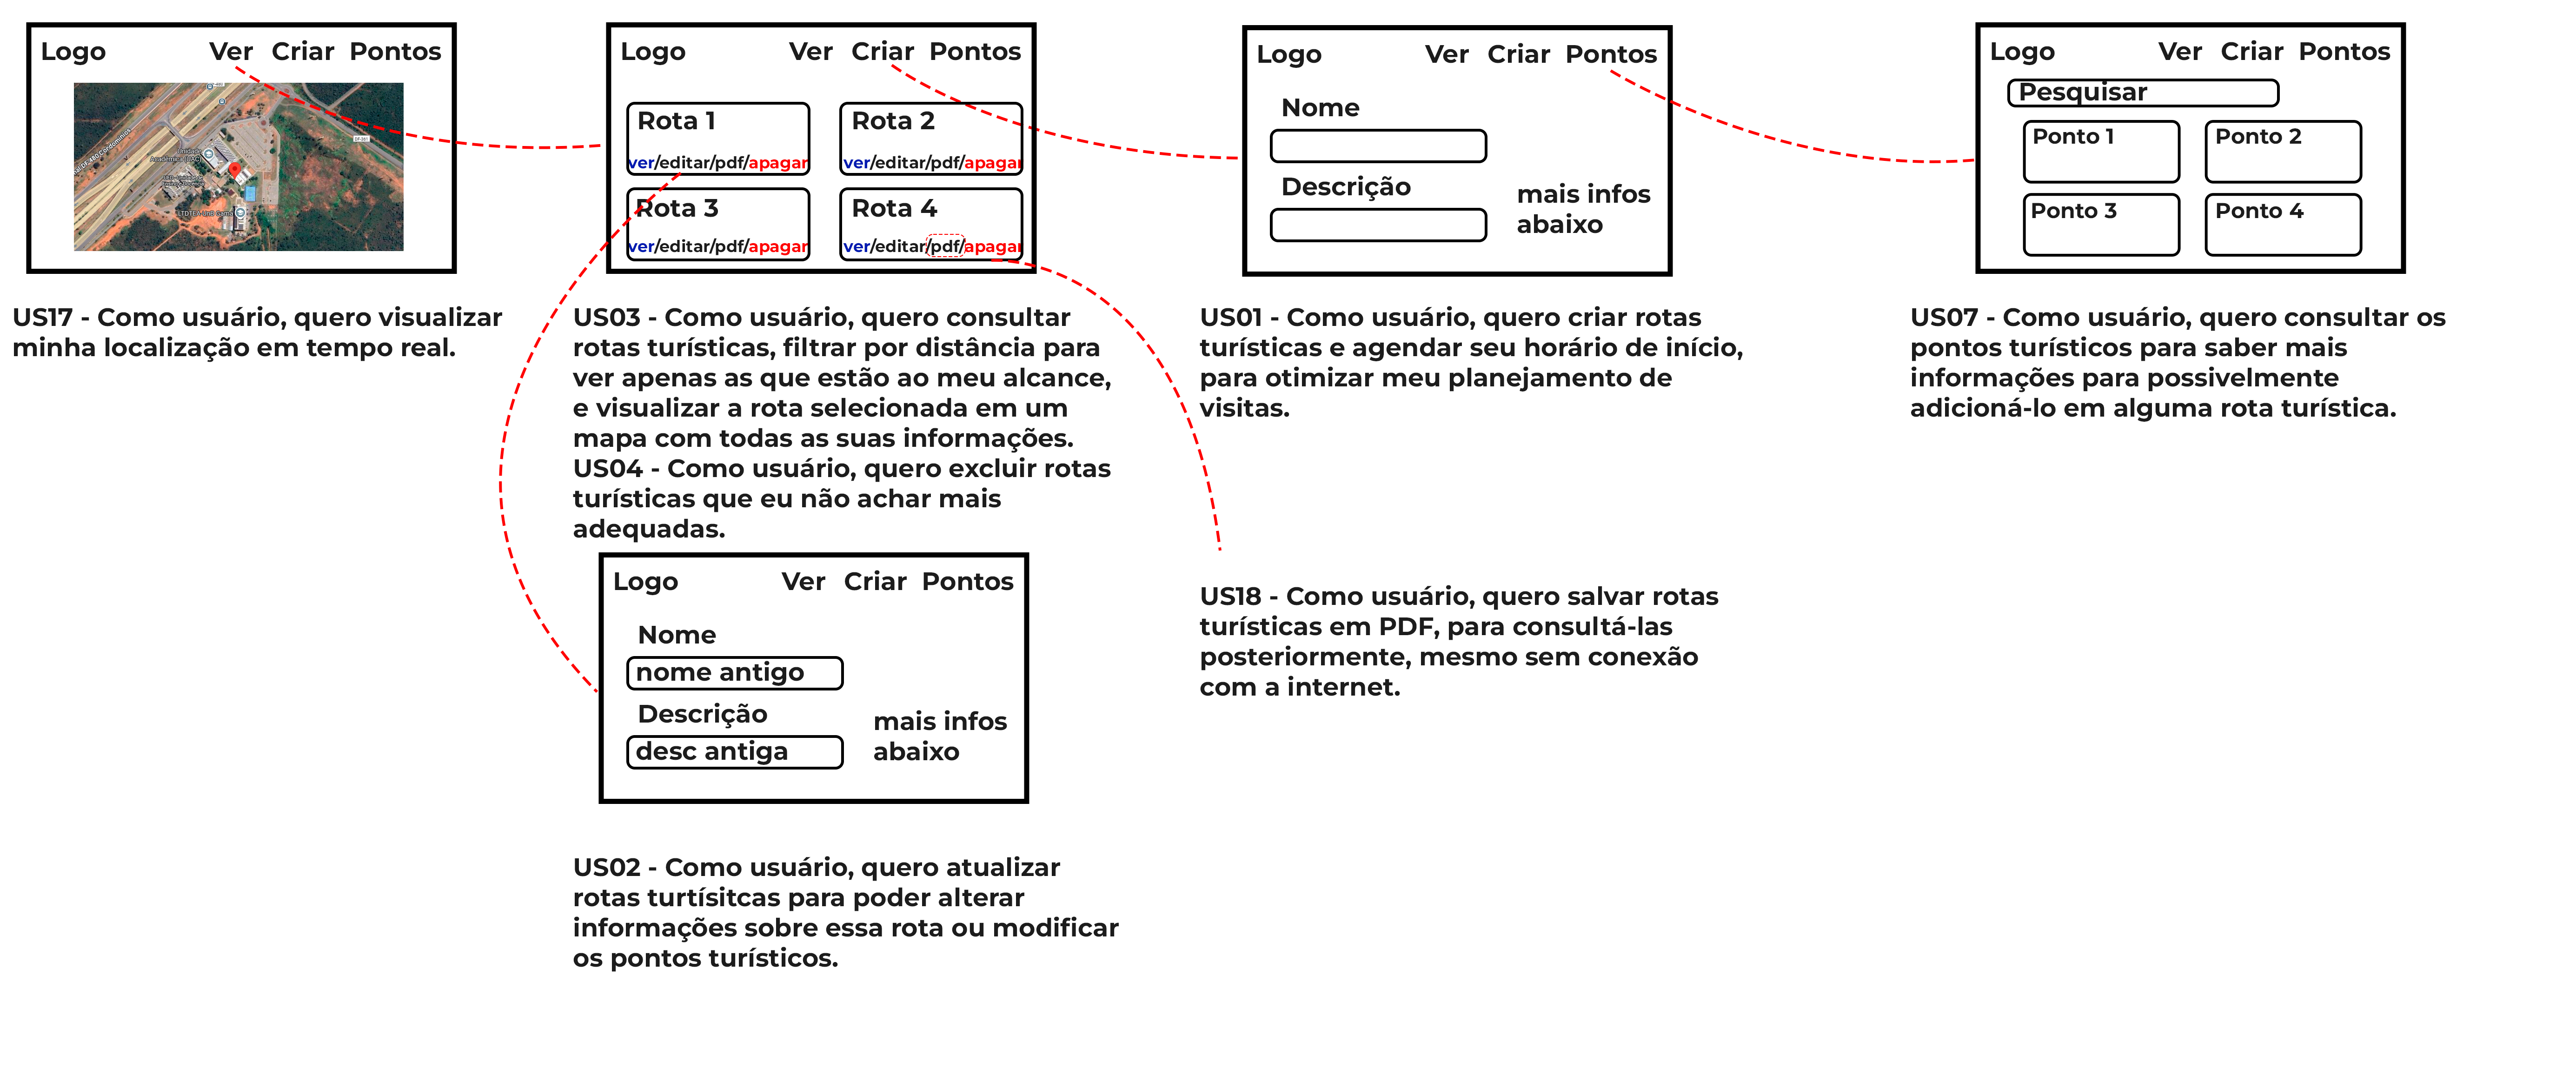 Logo Ver Criar Pontos
US17 - Como usuário, quero visualizar
minha localização em tempo real.
Logo Ver Criar Pontos
Rota 1
ver/editar/pdf/apagar
Rota 2
ver/editar/pdf/apagar
Rota 3
ver/editar/pdf/apagar
Rota 4
ver/editar/pdf/apagar
US03 - Como usuário, quero consultar
rotas turísticas, filtrar por distância para
ver apenas as que estão ao meu alcance,
e visualizar a rota selecionada em um
mapa com todas as suas informações.
US04 - Como usuário, quero excluir rotas
turísticas que eu não achar mais
adequadas.
Logo Ver Criar Pontos
Nome
Descrição
mais infos
abaixo
US01 - Como usuário, quero criar rotas
turísticas e agendar seu horário de início,
para otimizar meu planejamento de
visitas.
Logo Ver Criar Pontos
Pesquisar
Ponto 1
Ponto 2
Ponto 3
Ponto 4
US07 - Como usuário, quero consultar os
pontos turísticos para saber mais
informações para possivelmente
adicioná-lo em alguma rota turística.
Logo Ver Criar Pontos
Nome
nome antigo
Descrição
desc antiga
mais infos
abaixo
US18 - Como usuário, quero salvar rotas
turísticas em PDF, para consultá-las
posteriormente, mesmo sem conexão
com a internet.
US02 - Como usuário, quero atualizar
rotas turtísitcas para poder alterar
informações sobre essa rota ou modificar
os pontos turísticos.